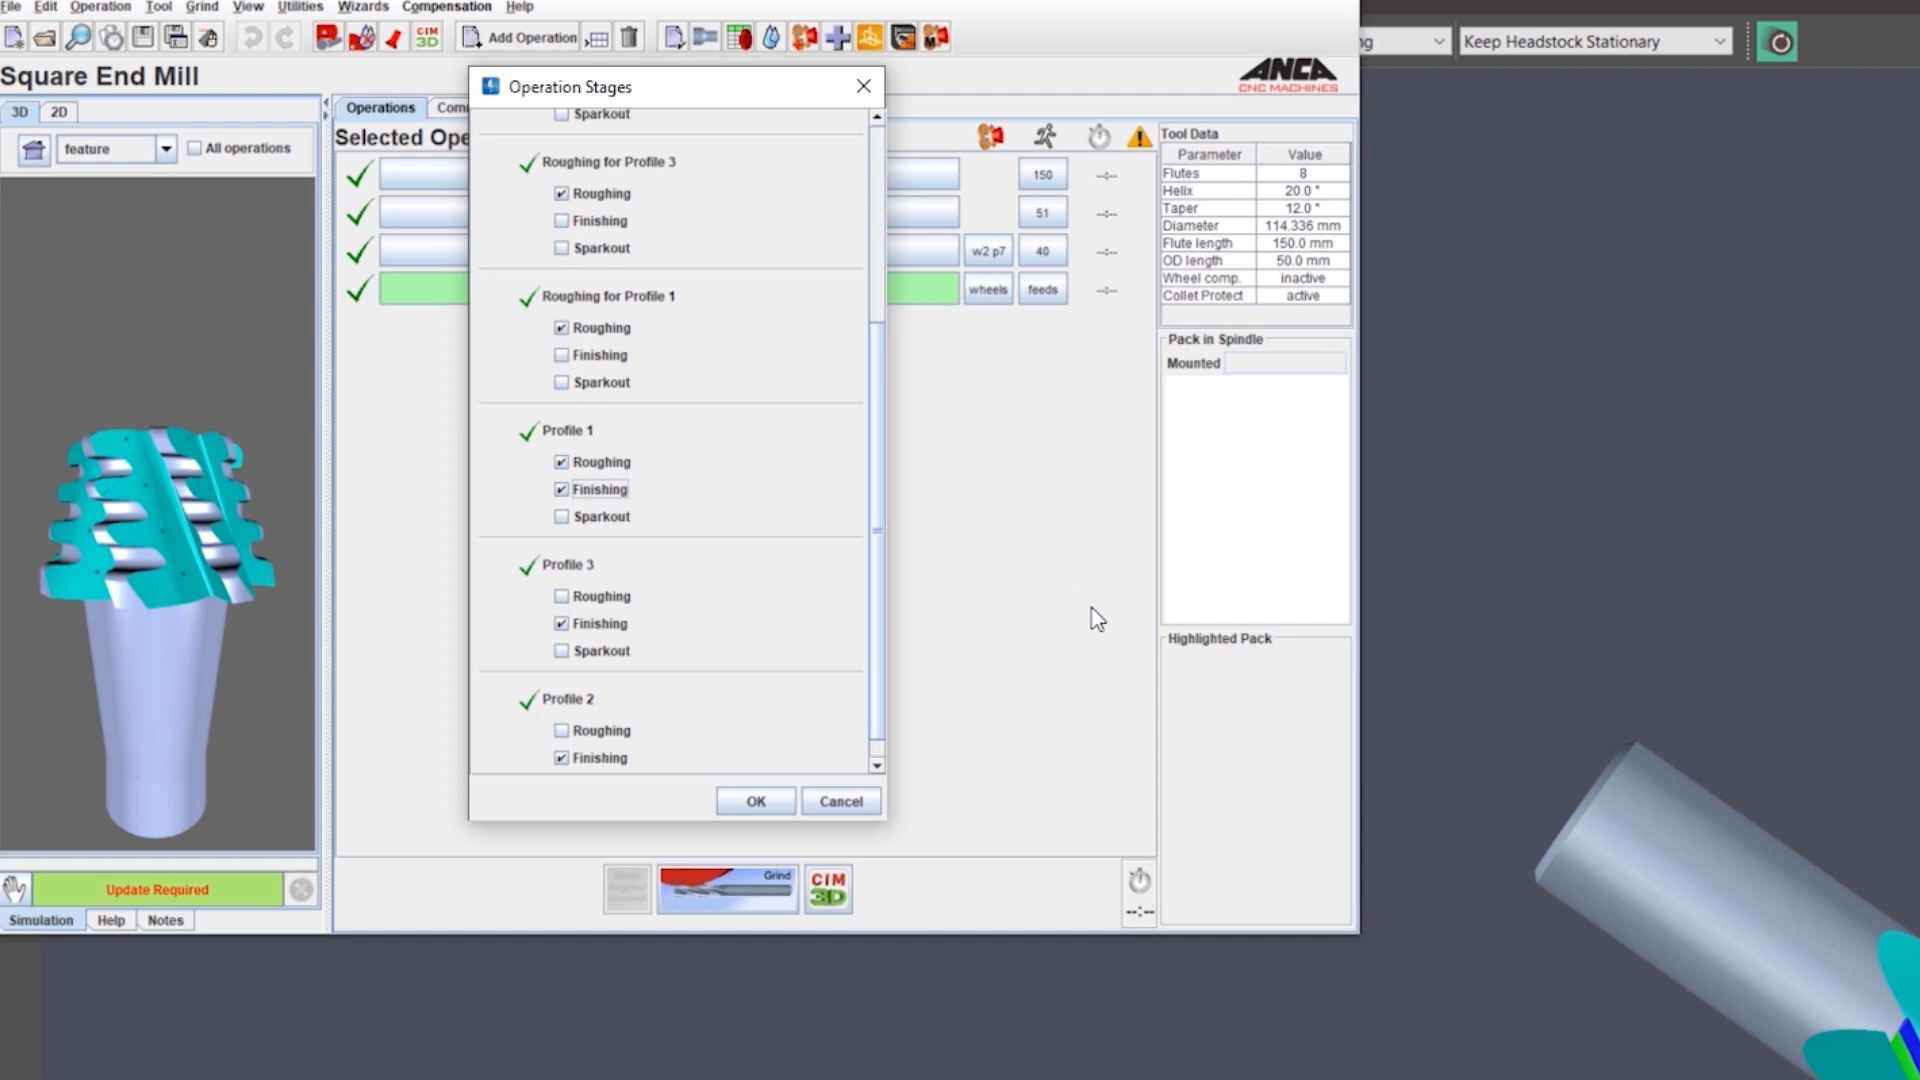 File Edit Operation Tool Grind View Utilities Wizards Compensation Help
CIM 3D Add Operation
ng Keep Headstock Stationary
Square End Mill
ANCA
CNC MACHINES
Operation Stages
3D 2D
Operations Com
feature All operations
Selected Ope
Sparkout
Roughing for Profile 3
Roughing
Finishing
Sparkout
Roughing for Profile 1
Roughing
Finishing
Sparkout
Profile 1
Roughing
Finishing
Sparkout
Profile 3
Roughing
Finishing
Sparkout
Profile 2
Roughing
Finishing
OK Cancel
150 --:--
51 --:--
w2 p7 40 --:--
wheels feeds --:--
Tool Data
Parameter Value
Flutes 8
Helix 20.0 °
Taper 12.0 °
Diameter 114.336 mm
Flute length 150.0 mm
OD length 50.0 mm
Wheel comp. inactive
Collet Protect active
Pack in Spindle
Mounted
Highlighted Pack
Grind
CIM
3D
--:--
Update Required
Simulation Help Notes